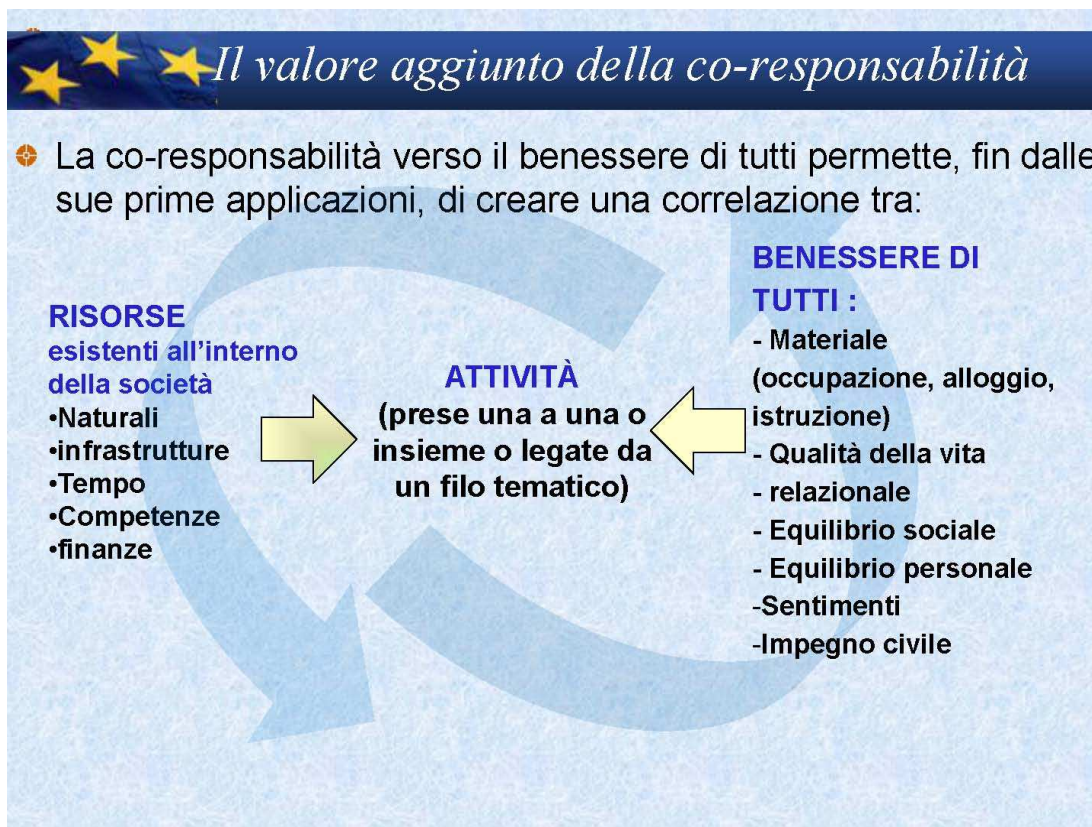 Il valore aggiunto della co-responsabilità
La co-responsabilità verso il benessere di tutti permette, fin dalle
sue prime applicazioni, di creare una correlazione tra:
RISORSE
esistenti all'interno
della società
•Naturali
•infrastrutture
•Tempo
•Competenze
•finanze
ATTIVITÀ
(prese una a una o
insieme o legate da
un filo tematico)
BENESSERE DI
TUTTI :
- Materiale
(occupazione, alloggio,
istruzione)
- Qualità della vita
- relazionale
- Equilibrio sociale
- Equilibrio personale
-Sentimenti
-Impegno civile